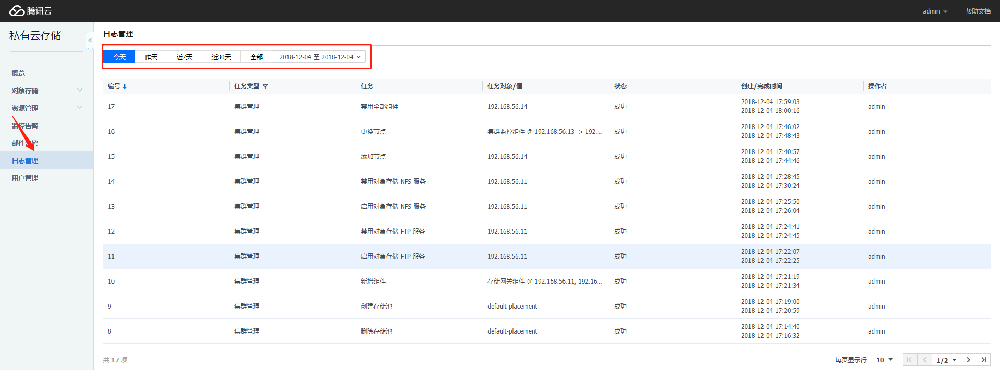 腾讯云
admin 帮助文档
私有云存储
概览
对象存储
资源管理
监控告警
邮件告警
日志管理
用户管理
日志管理
今天 昨天 近7天 近30天 全部 2018-12-04 至 2018-12-04
编号 任务类型 任务 任务对象/值 状态 创建/完成时间 操作者
17 集群管理 禁用全部组件 192.168.56.14 成功 2018-12-04 17:59:03 admin
2018-12-04 18:00:16
16 集群管理 更换节点 集群监控组件 @ 192.168.56.13 -> 192.... 成功 2018-12-04 17:46:02 admin
2018-12-04 17:48:43
15 集群管理 添加节点 192.168.56.14 成功 2018-12-04 17:40:57 admin
2018-12-04 17:44:46
14 集群管理 禁用对象存储 NFS 服务 192.168.56.11 成功 2018-12-04 17:28:45 admin
2018-12-04 17:30:24
13 集群管理 启用对象存储 NFS 服务 192.168.56.11 成功 2018-12-04 17:25:50 admin
2018-12-04 17:26:04
12 集群管理 禁用对象存储 FTP 服务 192.168.56.11 成功 2018-12-04 17:24:41 admin
2018-12-04 17:24:45
11 集群管理 启用对象存储 FTP 服务 192.168.56.11 成功 2018-12-04 17:22:07 admin
2018-12-04 17:22:25
10 集群管理 新增组件 存储网关组件 @ 192.168.56.11, 192.16... 成功 2018-12-04 17:21:19 admin
2018-12-04 17:21:34
9 集群管理 创建存储池 default-placement 成功 2018-12-04 17:19:00 admin
2018-12-04 17:20:59
8 集群管理 删除存储池 default-placement 成功 2018-12-04 17:14:40 admin
2018-12-04 17:16:32
共 17 项 每页显示行 10 1/2